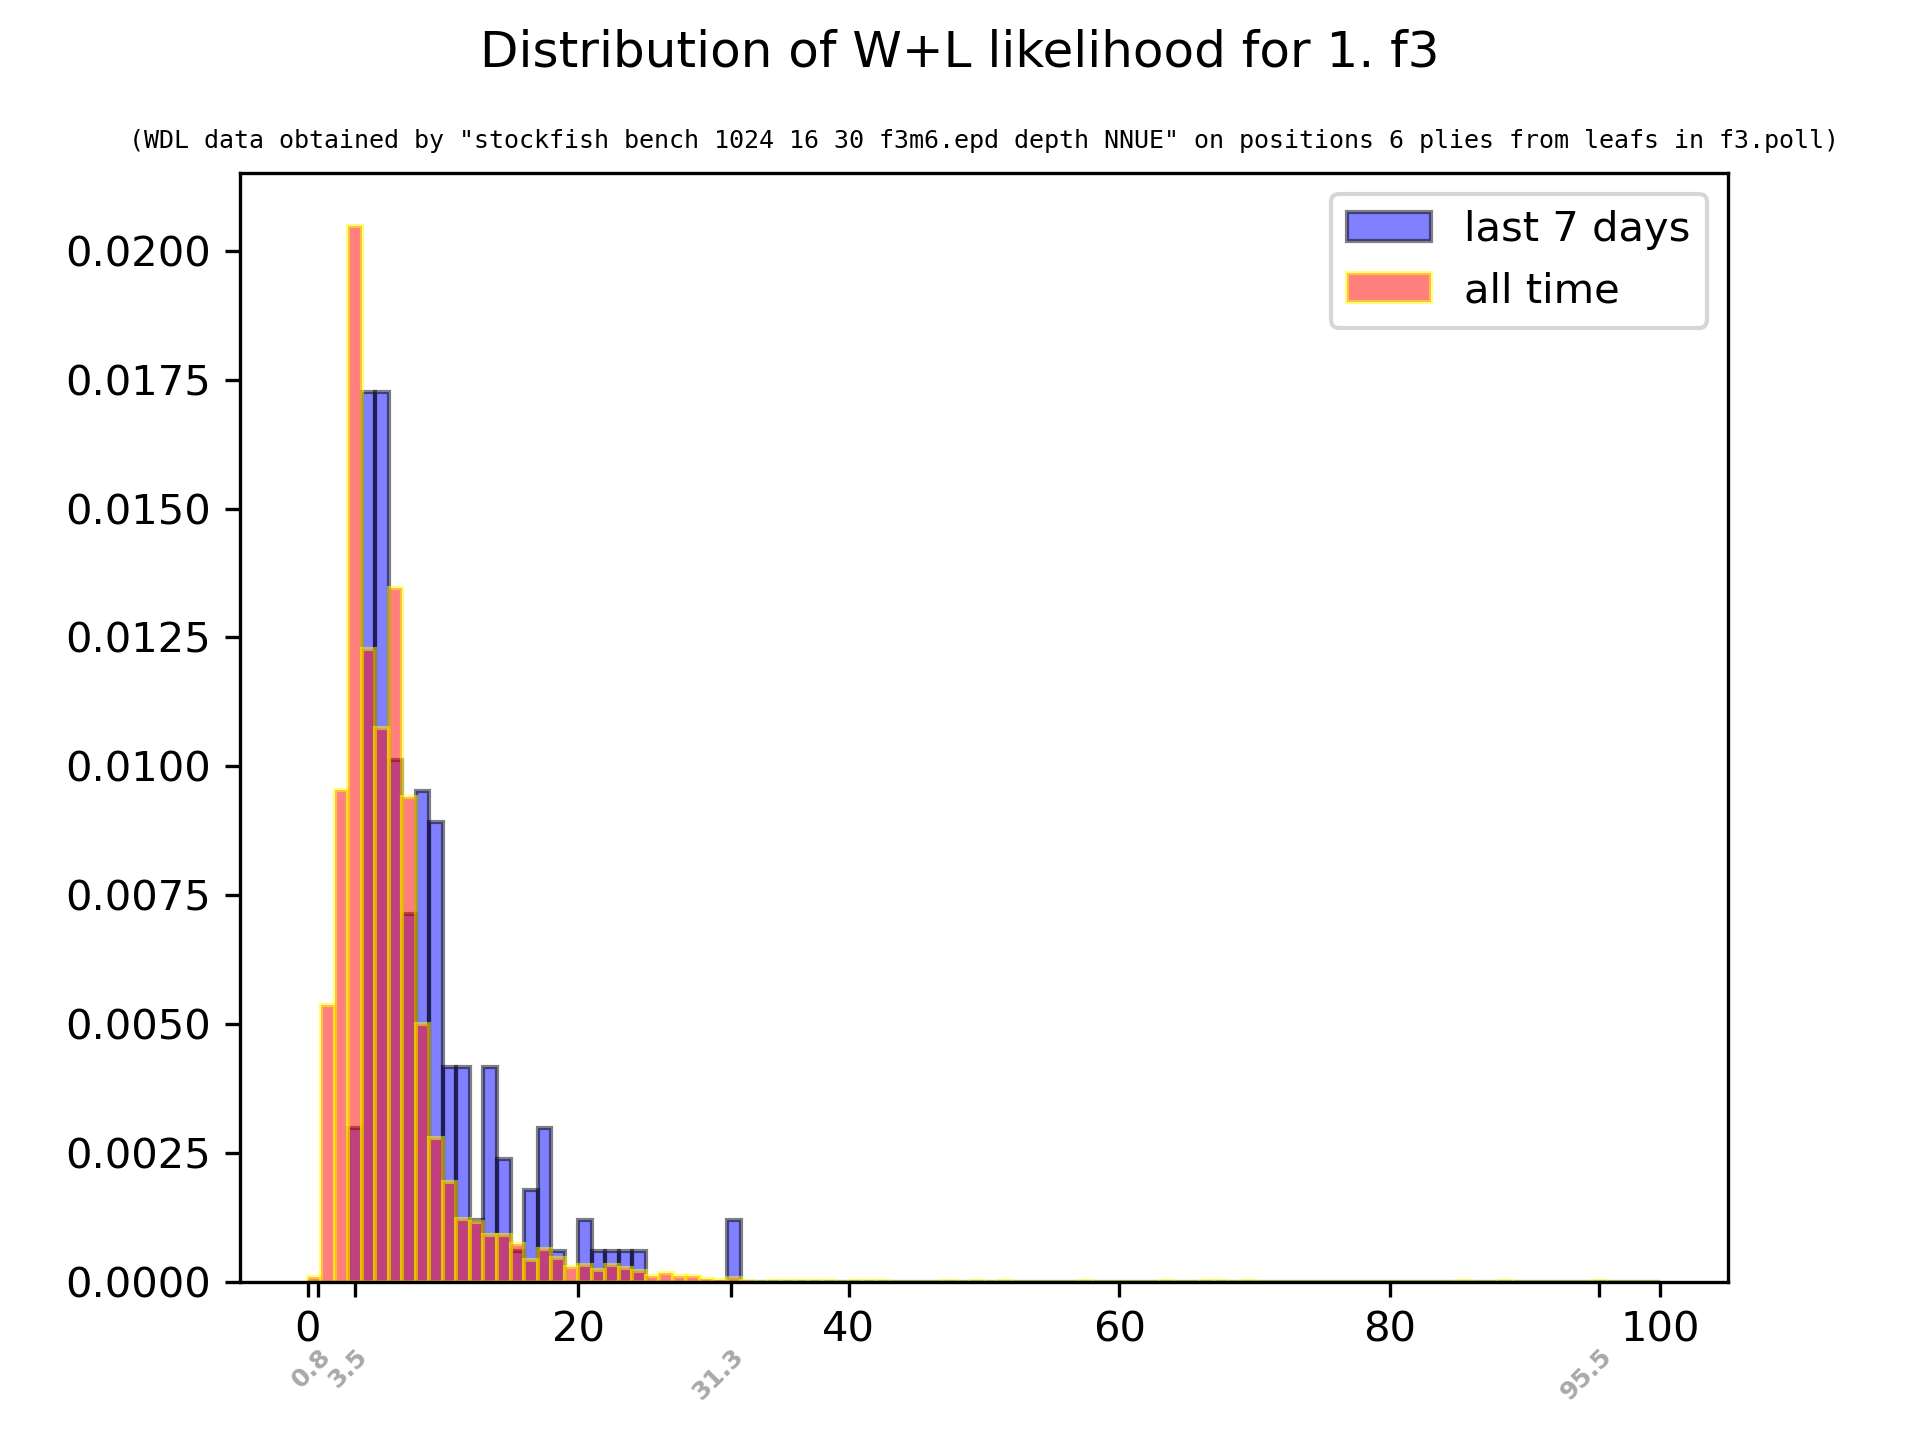 Distribution of W+L likelihood for 1. f3
(WDL data obtained by "stockfish bench 1024 16 30 f3m6.epd depth NNUE" on positions 6 plies from leafs in f3.poll)
last 7 days
all time
0.0200
0.0175
0.0150
0.0125
0.0100
0.0075
0.0050
0.0025
0.0000
0 20 40 60 80 100
0.8 3.5 31.3 95.5